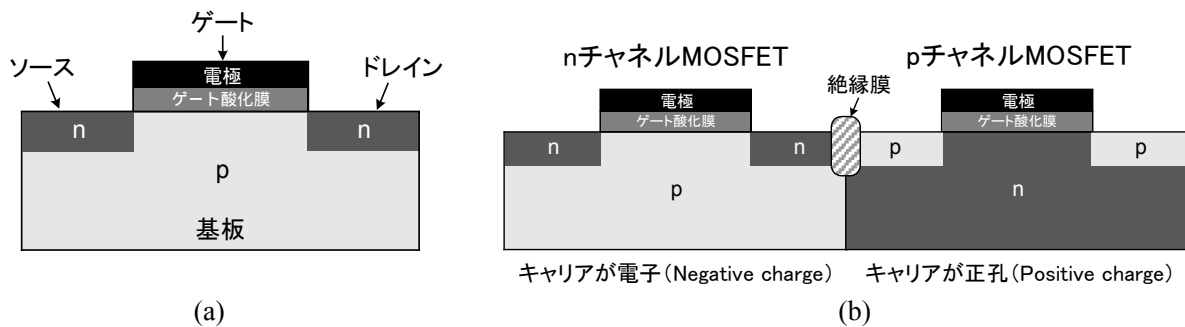 ゲート
ソース
ドレイン
電極
ゲート酸化膜
n
n
p
基板
(a)
nチャネルMOSFET
pチャネルMOSFET
絶縁膜
電極
ゲート酸化膜
電極
ゲート酸化膜
n
n
p
p
p
n
キャリアが電子(Negative charge)
キャリアが正孔(Positive charge)
(b)